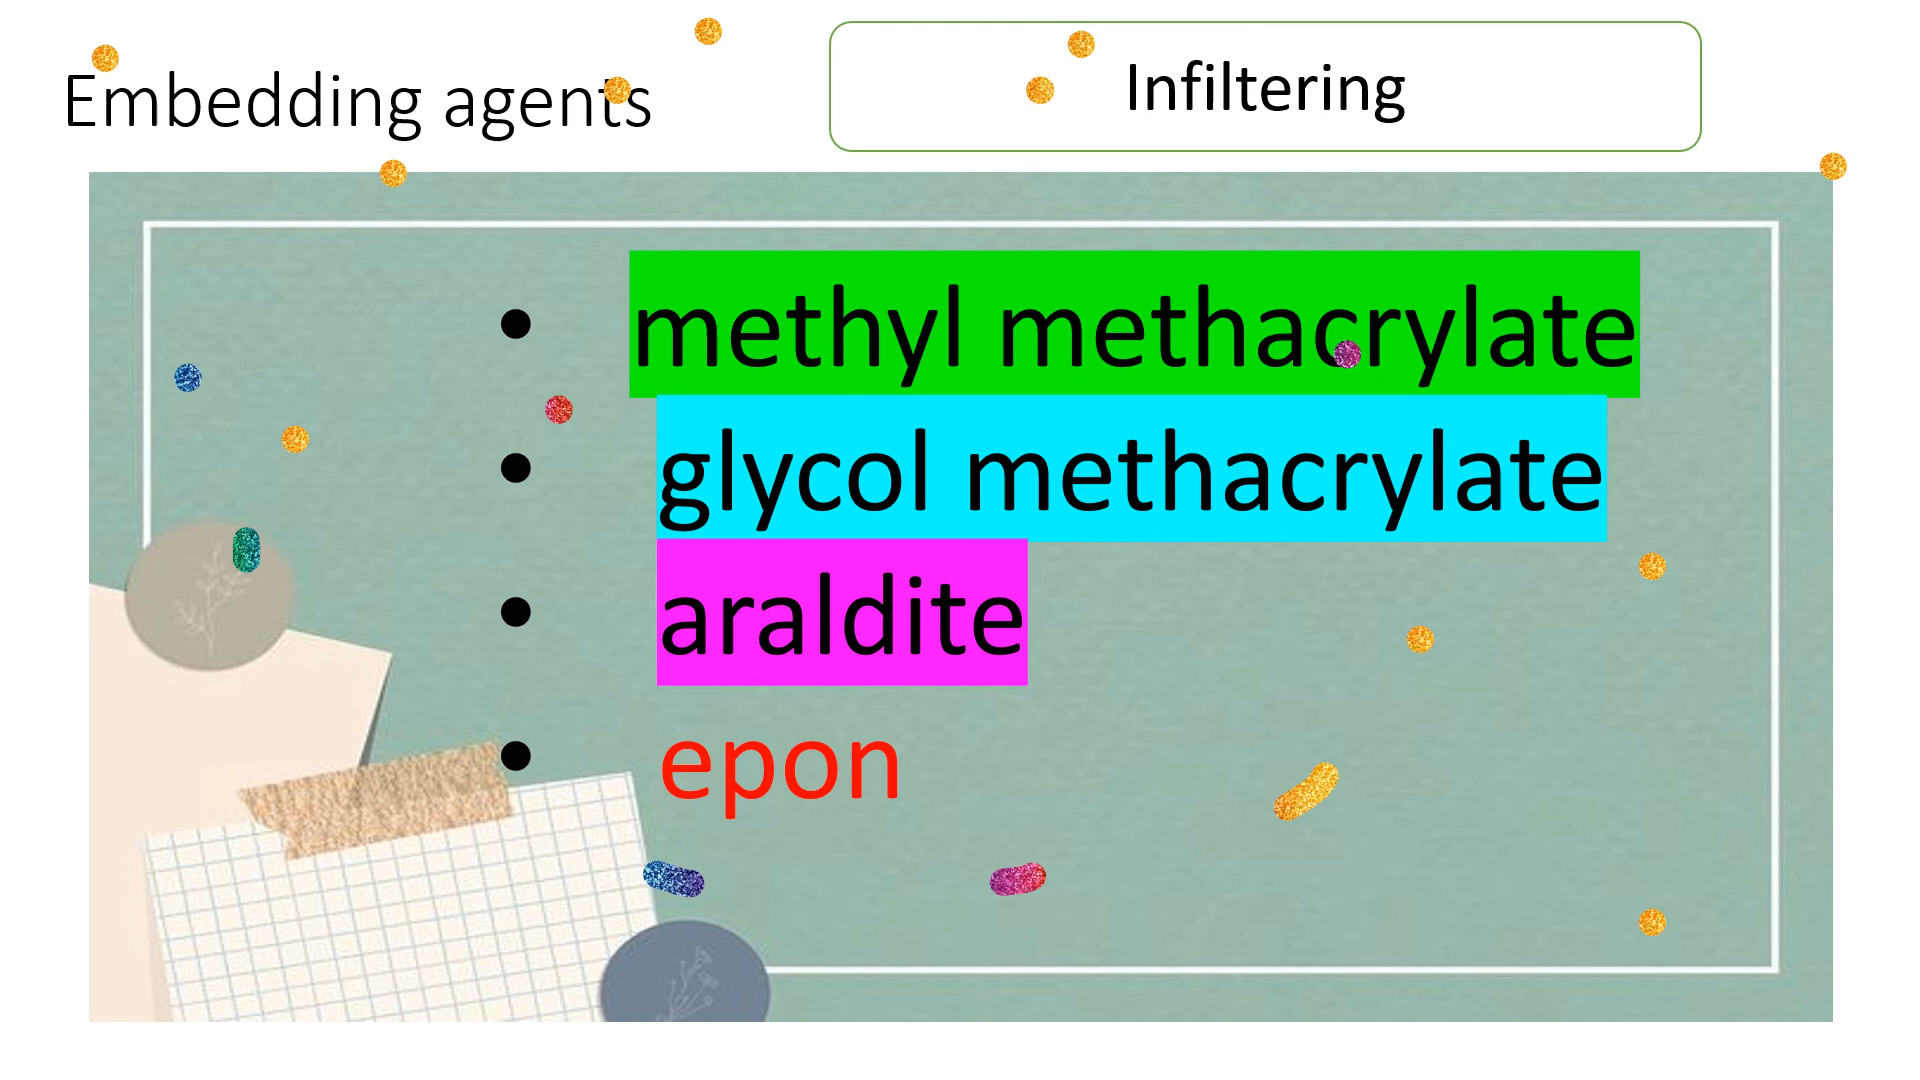 Embedding agents
Infiltering
• methyl methacrylate
• glycol methacrylate
• araldite
• epon